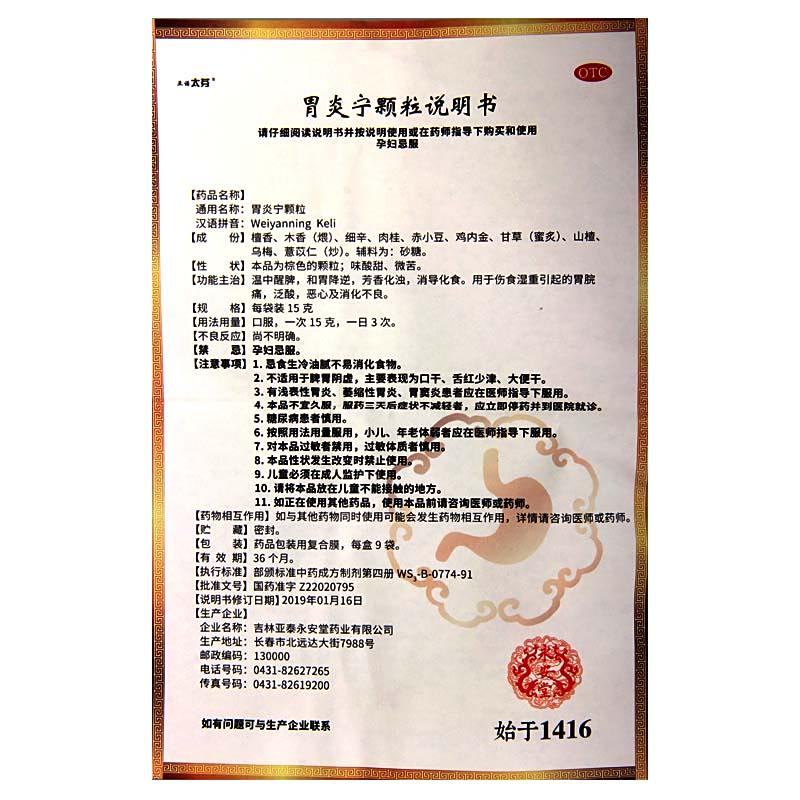 太芬®
OTC
胃炎宁颗粒说明书
请仔细阅读说明书并按说明使用或在药师指导下购买和使用
孕妇忌服
【药品名称】
通用名称：胃炎宁颗粒
汉语拼音：Weiyanning Keli
【成 份】檀香、木香（煨）、细辛、肉桂、赤小豆、鸡内金、甘草（蜜炙）、山楂、
乌梅、薏苡仁（炒）。辅料为：砂糖。
【性 状】本品为棕色的颗粒；味酸甜、微苦。
【功能主治】温中醒脾，和胃降逆，芳香化浊，消导化食。用于伤食湿重引起的胃脘
痛，泛酸，恶心及消化不良。
【规 格】每袋装 15 克
【用法用量】口服，一次 15 克，一日 3 次。
【不良反应】尚不明确。
【禁 忌】孕妇忌服。
【注意事项】1. 忌食生冷油腻不易消化食物。
2. 不适用于脾胃阴虚，主要表现为口干、舌红少津、大便干。
3. 有浅表性胃炎、萎缩性胃炎、胃窦炎患者应在医师指导下服用。
4. 本品不宜久服，服药三天后症状不减轻者，应立即停药并到医院就诊。
5. 糖尿病患者慎用。
6. 按照用法用量服用，小儿、年老体弱者应在医师指导下服用。
7. 对本品过敏者禁用，过敏体质者慎用。
8. 本品性状发生改变时禁止使用。
9. 儿童必须在成人监护下使用。
10. 请将本品放在儿童不能接触的地方。
11. 如正在使用其他药品，使用本品前请咨询医师或药师。
【药物相互作用】如与其他药物同时使用可能会发生药物相互作用，详情请咨询医师或药师。
【贮 藏】密封。
【包 装】药品包装用复合膜，每盒 9 袋。
【有 效 期】36 个月。
【执行标准】部颁标准中药成方制剂第四册 WS₃-B-0774-91
【批准文号】国药准字 Z22020795
【说明书修订日期】2019年01月16日
【生产企业】
企业名称：吉林亚泰永安堂药业有限公司
生产地址：长春市北远达大街7988号
邮政编码：130000
电话号码：0431-82627265
传真号码：0431-82619200
如有问题可与生产企业联系
永安堂
始于1416